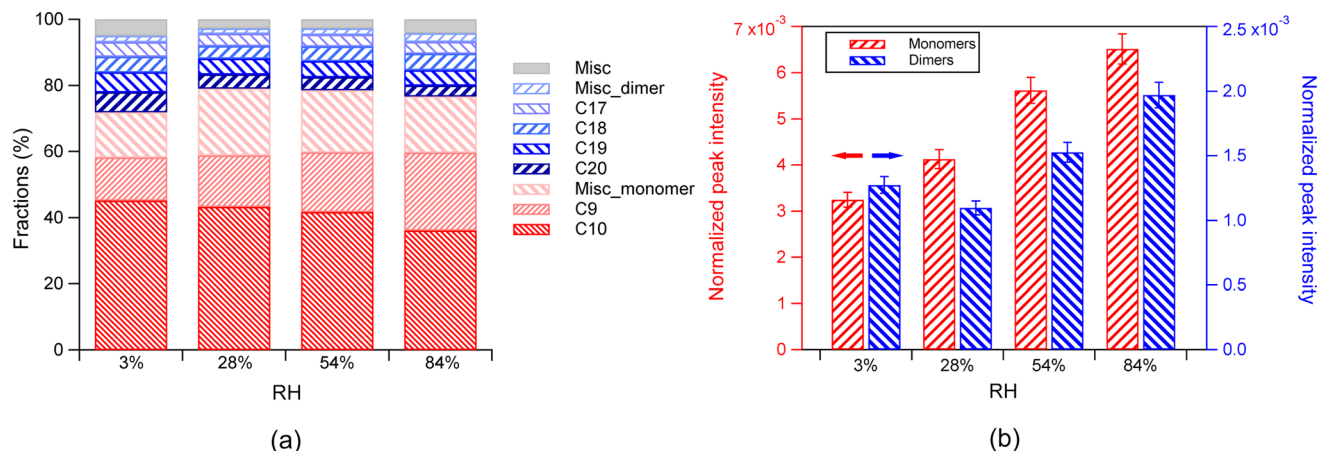 100
80
60
40
20
0
Fractions (%)
3%
28%
54%
84%
RH
(a)
Misc
Misc_dimer
C17
C18
C19
C20
Misc_monomer
C9
C10
7 x10⁻³
6
5
4
3
2
1
0
Normalized peak intensity
Monomers
Dimers
3%
28%
54%
84%
RH
(b)
2.5 x10⁻³
2.0
1.5
1.0
0.5
0.0
Normalized peak intensity